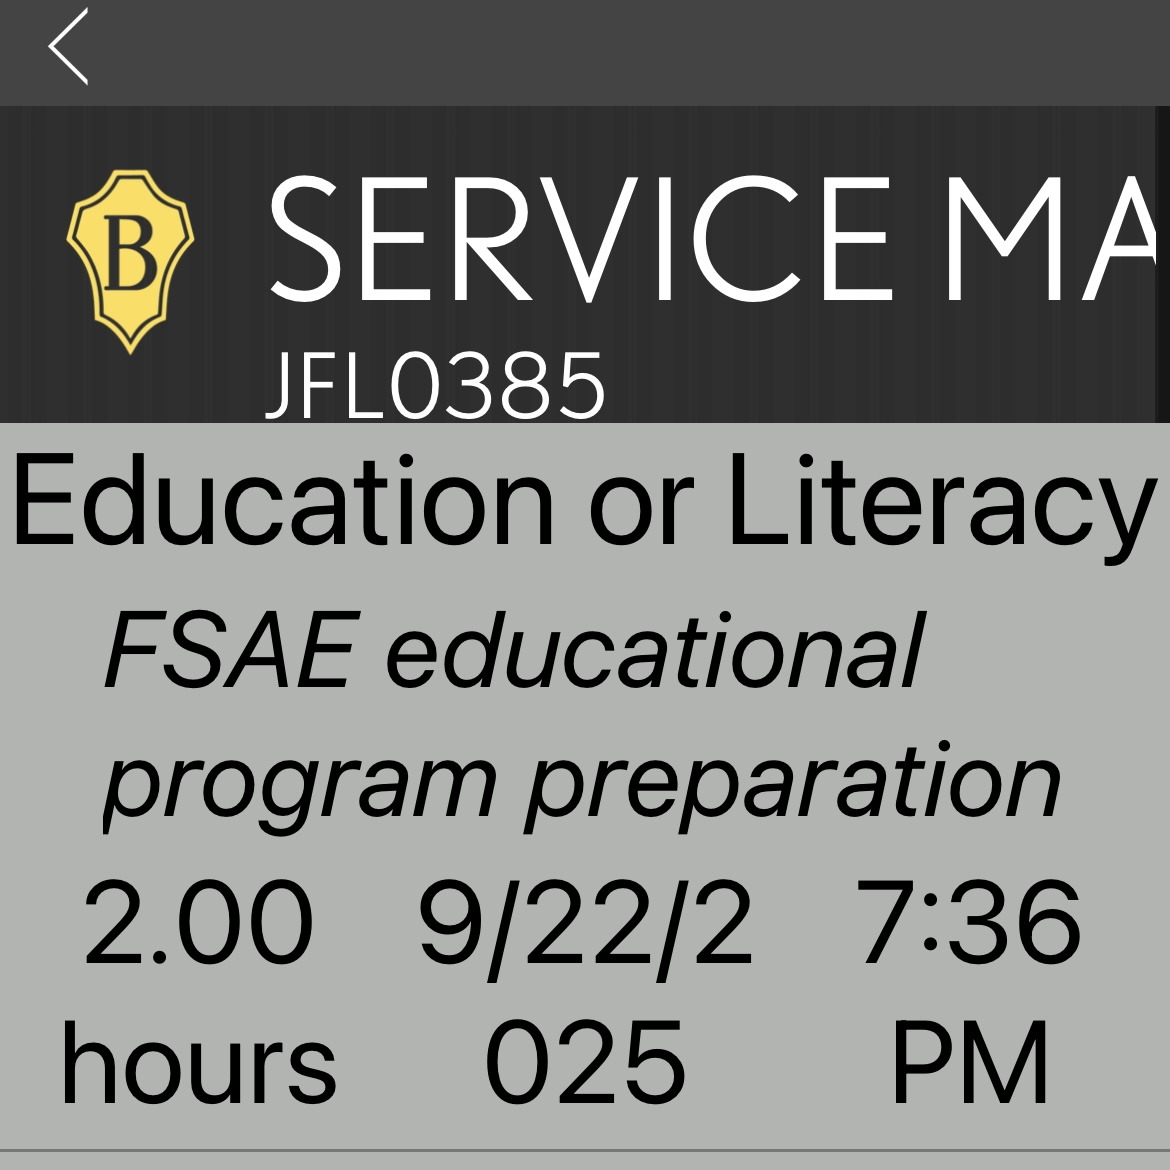 B
SERVICE MA
JFL0385
Education or Literacy
FSAE educational
program preparation
2.00 9/22/2 7:36
hours 025 PM